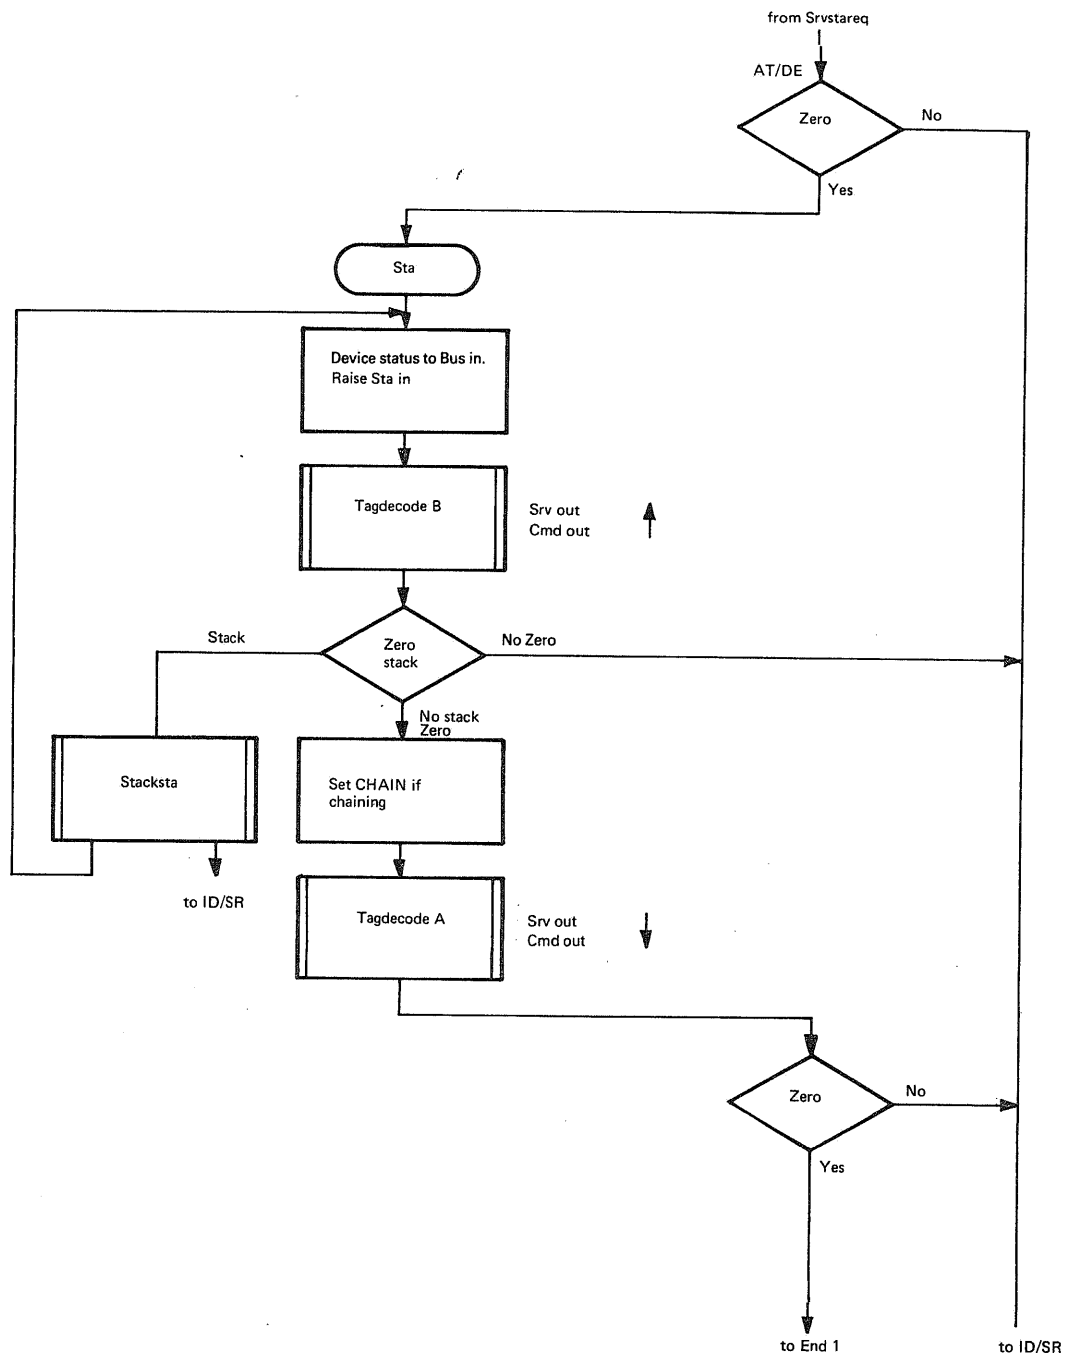 from Srvstareq
AT/DE
Zero
No
Yes
Sta
Device status to Bus in.
Raise Sta in
Tagdecode B
Srv out
Cmd out
Stack
Zero
stack
No Zero
No stack
Zero
Stacksta
Set CHAIN if
chaining
to ID/SR
Tagdecode A
Srv out
Cmd out
Zero
No
Yes
to End 1
to ID/SR